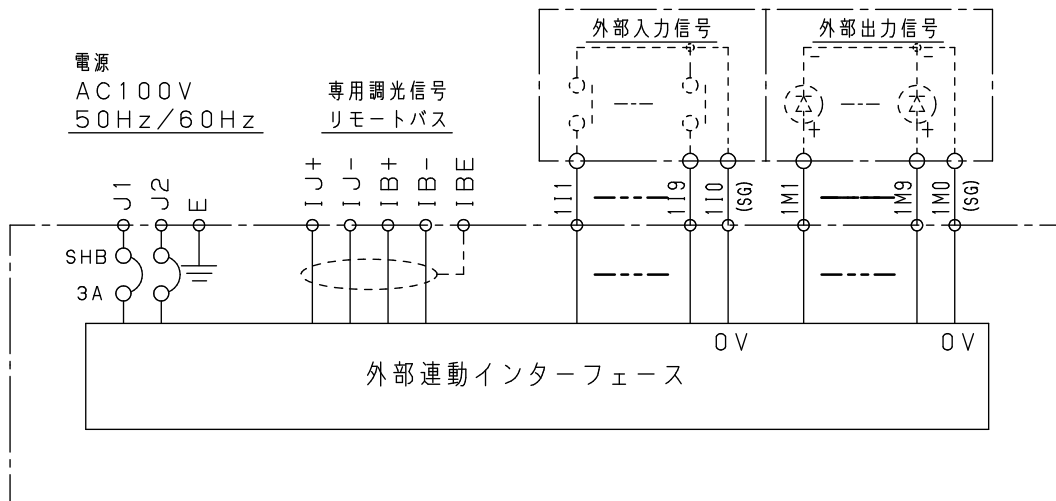 電源
AC100V
50Hz/60Hz
専用調光信号
リモートバス
外部入力信号
外部出力信号
J1
J2
E
IJ+
IJ-
IB+
IB-
IBE
1I1
1I9
1I0
(SG)
1M1
1M9
1M0
(SG)
SHB
3A
0V
0V
外部連動インターフェース